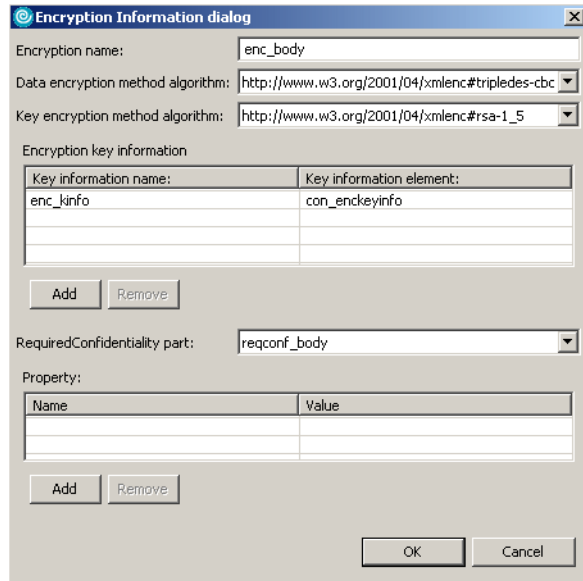 Encryption Information dialog
Encryption name: enc_body
Data encryption method algorithm: http://www.w3.org/2001/04/xmlenc#tripledes-cbc
Key encryption method algorithm: http://www.w3.org/2001/04/xmlenc#rsa-1_5
Encryption key information
Key information name: Key information element:
enc_kinfo con_enckeyinfo
Add Remove
RequiredConfidentiality part: reqconf_body
Property:
Name Value
Add Remove
OK Cancel